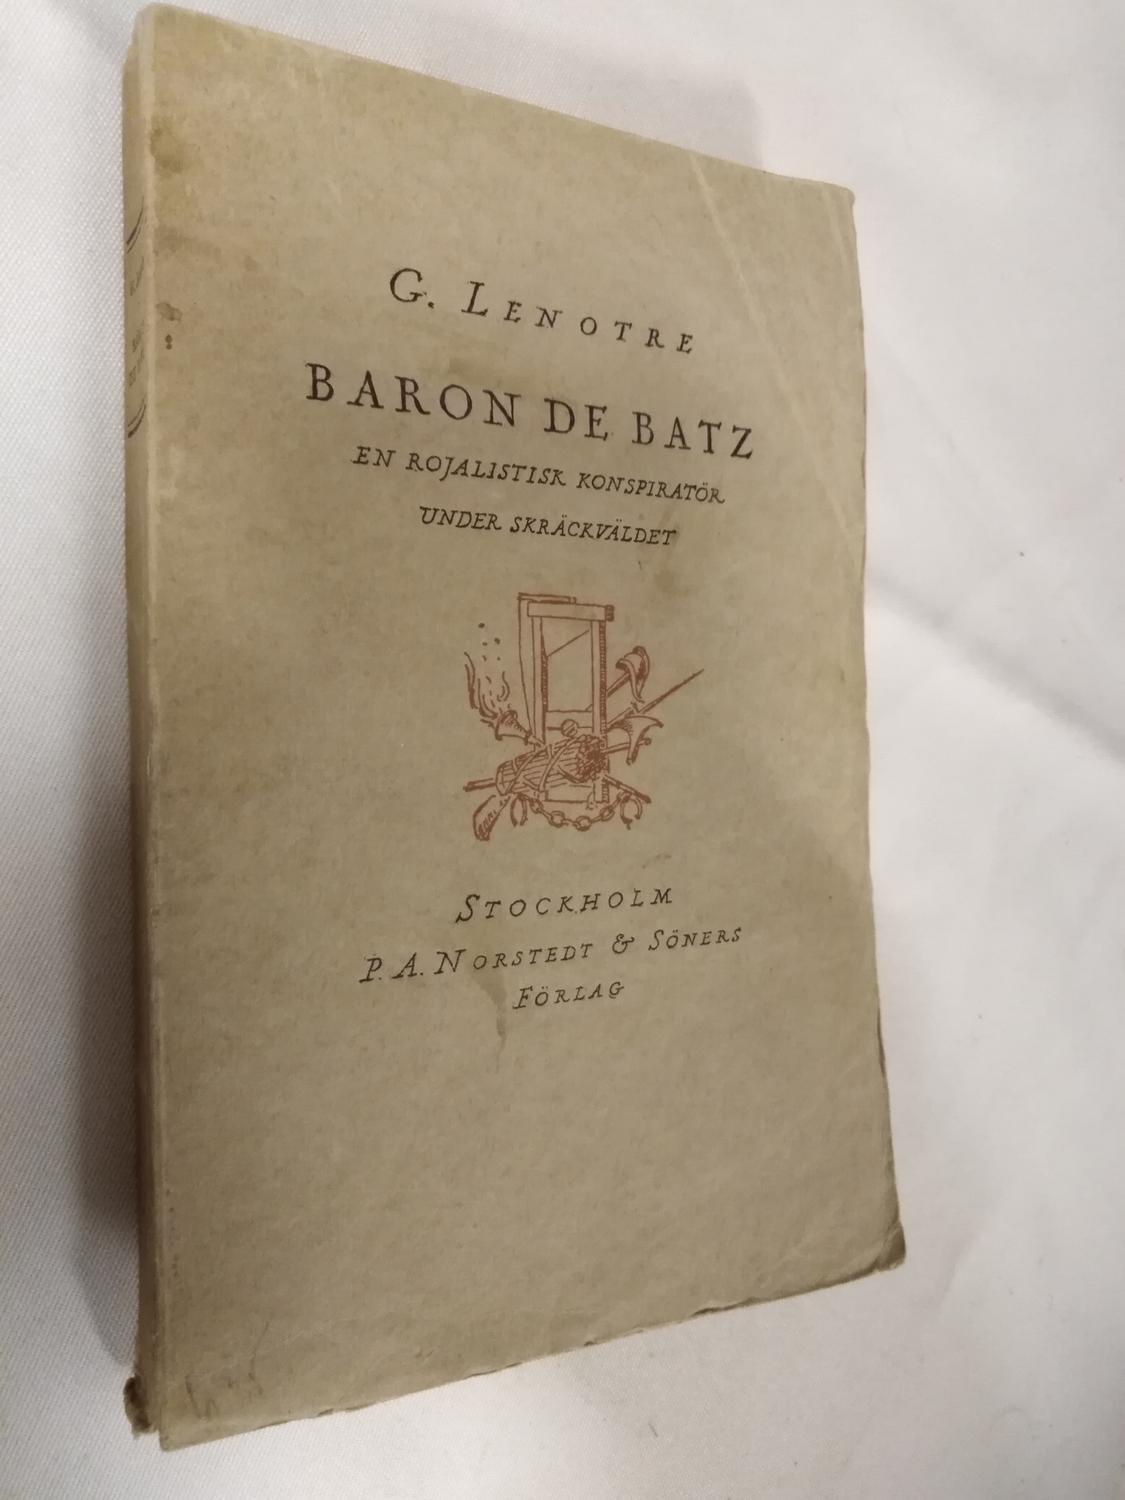 G. LENOTRE
BARON DE BATZ
EN ROJALISTISK KONSPIRATÖR
UNDER SKRÄCKVÄLDET
STOCKHOLM
P. A. NORSTEDT & SÖNERS
FÖRLAG